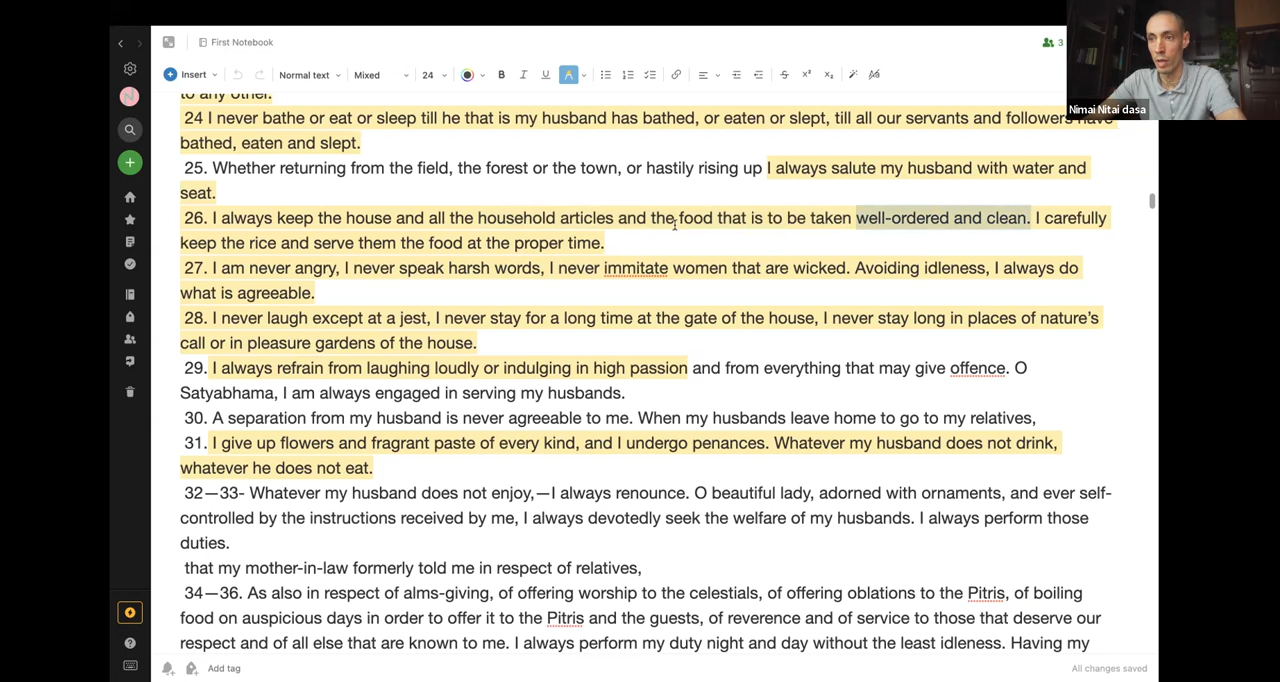 First Notebook
3
Insert
Normal text
Mixed
24
B
I
U
A
Nimai Nitai dasa
to any other.
24 I never bathe or eat or sleep till he that is my husband has bathed, or eaten or slept, till all our servants and followers have
bathed, eaten and slept.
25. Whether returning from the field, the forest or the town, or hastily rising up I always salute my husband with water and
seat.
26. I always keep the house and all the household articles and the food that is to be taken well-ordered and clean. I carefully
keep the rice and serve them the food at the proper time.
27. I am never angry, I never speak harsh words, I never immitate women that are wicked. Avoiding idleness, I always do
what is agreeable.
28. I never laugh except at a jest, I never stay for a long time at the gate of the house, I never stay long in places of nature’s
call or in pleasure gardens of the house.
29. I always refrain from laughing loudly or indulging in high passion and from everything that may give offence. O
Satyabhama, I am always engaged in serving my husbands.
30. A separation from my husband is never agreeable to me. When my husbands leave home to go to my relatives,
31. I give up flowers and fragrant paste of every kind, and I undergo penances. Whatever my husband does not drink,
whatever he does not eat.
32—33- Whatever my husband does not enjoy,—I always renounce. O beautiful lady, adorned with ornaments, and ever self-
controlled by the instructions received by me, I always devotedly seek the welfare of my husbands. I always perform those
duties.
that my mother-in-law formerly told me in respect of relatives,
34—36. As also in respect of alms-giving, of offering worship to the celestials, of offering oblations to the Pitris, of boiling
food on auspicious days in order to offer it to the Pitris and the guests, of reverence and of service to those that deserve our
respect and of all else that are known to me. I always perform my duty night and day without the least idleness. Having my
Add tag
All changes saved